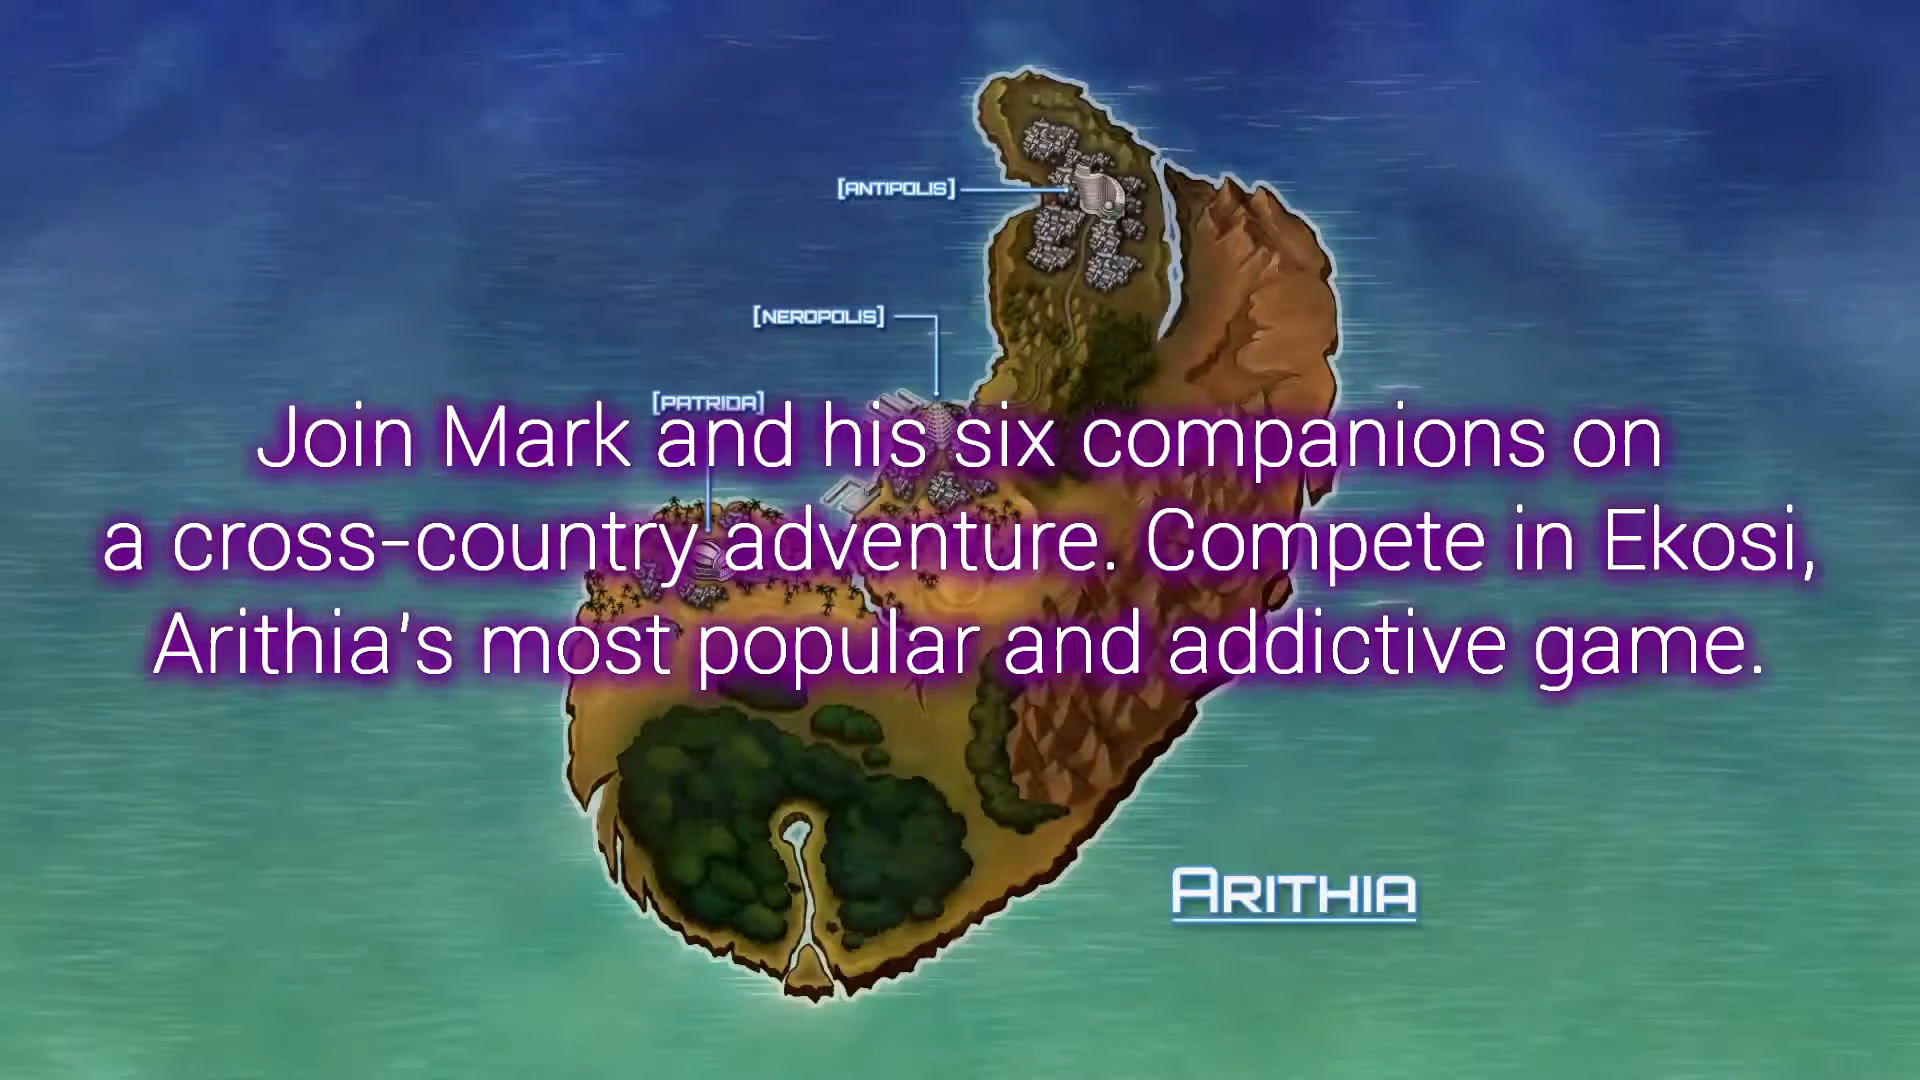 [ANTIPOLIS]
[NEROPOLIS]
[PATRIDA]
Join Mark and his six companions on
a cross-country adventure. Compete in Ekosi,
Arithia’s most popular and addictive game.
ARITHIA